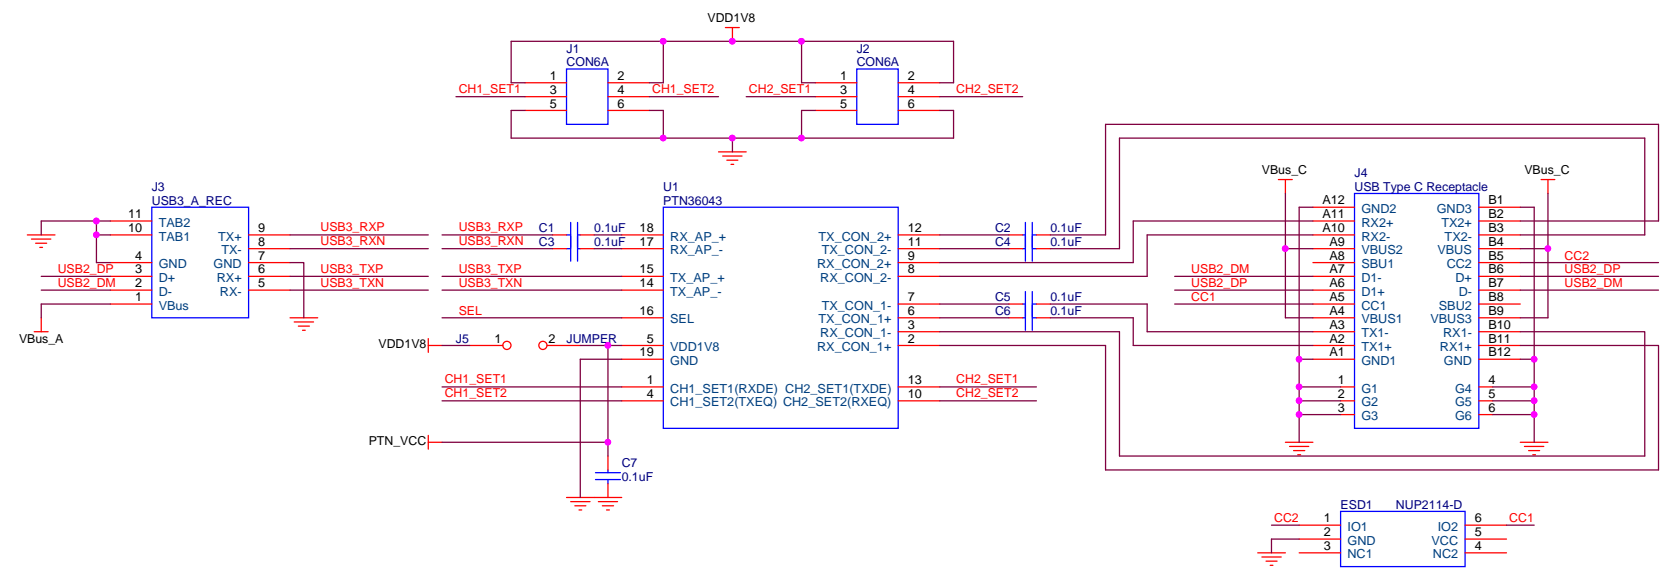 VDD1V8
J1
CON6A
J2
CON6A
1 2
CH1_SET1 3 4 CH1_SET2
5 6
1 2
CH2_SET1 3 4 CH2_SET2
5 6
J3
USB3_A_REC
11 TAB2
10 TAB1
4 GND
USB2_DP 3 D+
USB2_DM 2 D-
1 VBus
VBus_A
TX+ 9 USB3_RXP
TX- 8 USB3_RXN
GND 7
RX+ 6 USB3_TXP
RX- 5 USB3_TXN
U1
PTN36043
USB3_RXP C1 0.1uF 18 RX_AP_+
USB3_RXN C3 0.1uF 17 RX_AP_-
USB3_TXP 15 TX_AP_+
USB3_TXN 14 TX_AP_-
SEL 16 SEL
VDD1V8 J5 1 2 JUMPER 5 VDD1V8
19 GND
CH1_SET1 1 CH1_SET1(RXDE)
CH1_SET2 4 CH1_SET2(TXEQ)
PTN_VCC
C7
0.1uF
TX_CON_2+ 12 C2 0.1uF
TX_CON_2- 11 C4 0.1uF
RX_CON_2+ 9
RX_CON_2- 8
TX_CON_1- 7 C5 0.1uF
TX_CON_1+ 6 C6 0.1uF
RX_CON_1- 3
RX_CON_1+ 2
CH2_SET1(TXDE) 13 CH2_SET1
CH2_SET2(RXEQ) 10 CH2_SET2
VBus_C
VBus_C
J4
USB Type C Receptacle
A12 GND2
A11 RX2+
A10 RX2-
A9 VBUS2
A8 SBU1
USB2_DM A7 D1-
USB2_DP A6 D1+
CC1 A5 CC1
A4 VBUS1
A3 TX1-
A2 TX1+
A1 GND1
1 G1
2 G2
3 G3
GND3 B1
TX2+ B2
TX2- B3
VBUS B4
CC2 B5 CC2
D+ B6 USB2_DP
D- B7 USB2_DM
SBU2 B8
VBUS3 B9
RX1- B10
RX1+ B11
GND B12
G4 4
G5 5
G6 6
ESD1 NUP2114-D
CC2 1 IO1
2 GND
3 NC1
IO2 6 CC1
VCC 5
NC2 4